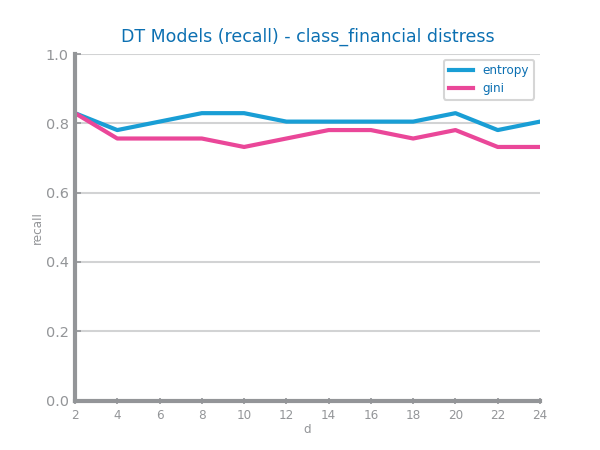 DT Models (recall) - class_financial distress
1.0
0.8
0.6
0.4
0.2
0.0
recall
entropy
gini
2 4 6 8 10 12 14 16 18 20 22 24
d